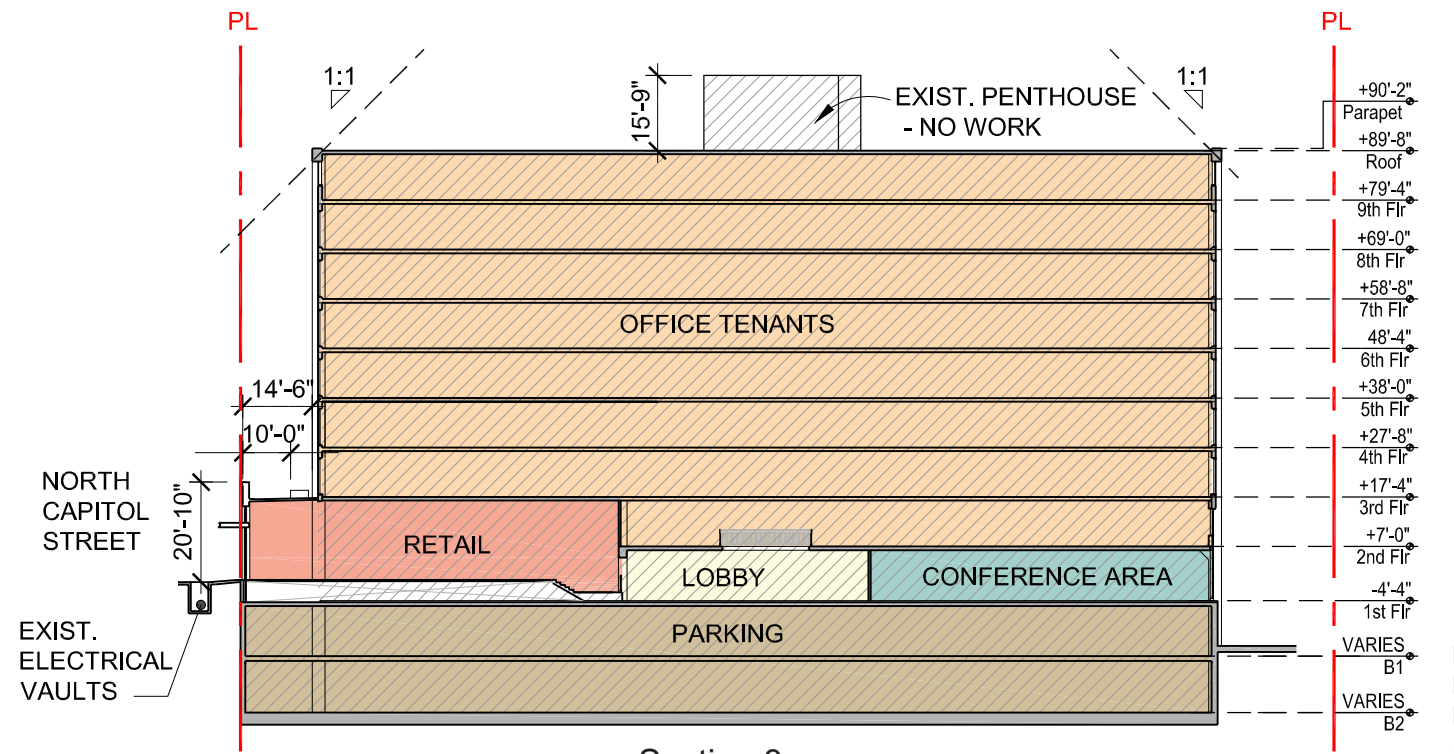 PL
PL
1:1
1:1
15'-9"
EXIST. PENTHOUSE
- NO WORK
+90'-2"
Parapet
+89'-8"
Roof
+79'-4"
9th Flr
+69'-0"
8th Flr
+58'-8"
7th Flr
OFFICE TENANTS
48'-4"
6th Flr
14'-6"
+38'-0"
5th Flr
10'-0"
+27'-8"
4th Flr
NORTH
CAPITOL
STREET
20'-10"
+17'-4"
3rd Flr
RETAIL
+7'-0"
2nd Flr
LOBBY
CONFERENCE AREA
-4'-4"
1st Flr
EXIST.
ELECTRICAL
VAULTS
PARKING
VARIES
B1
VARIES
B2